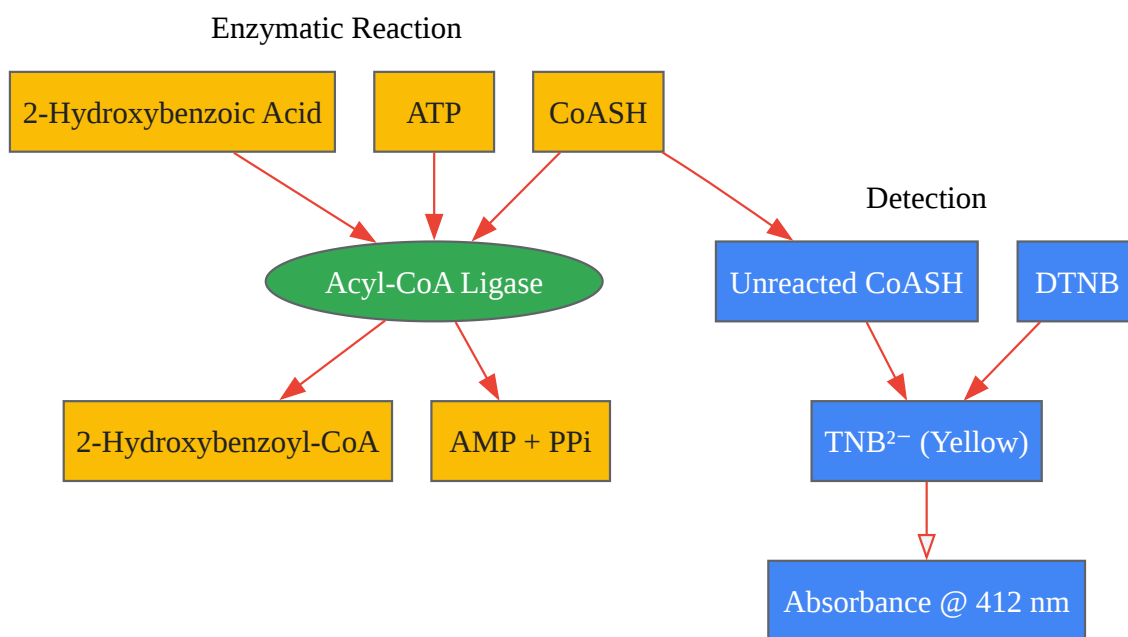 Enzymatic Reaction
2-Hydroxybenzoic Acid
ATP
CoASH
Detection
Acyl-CoA Ligase
Unreacted CoASH
DTNB
2-Hydroxybenzoyl-CoA
AMP + PPi
TNB²⁻ (Yellow)
Absorbance @ 412 nm